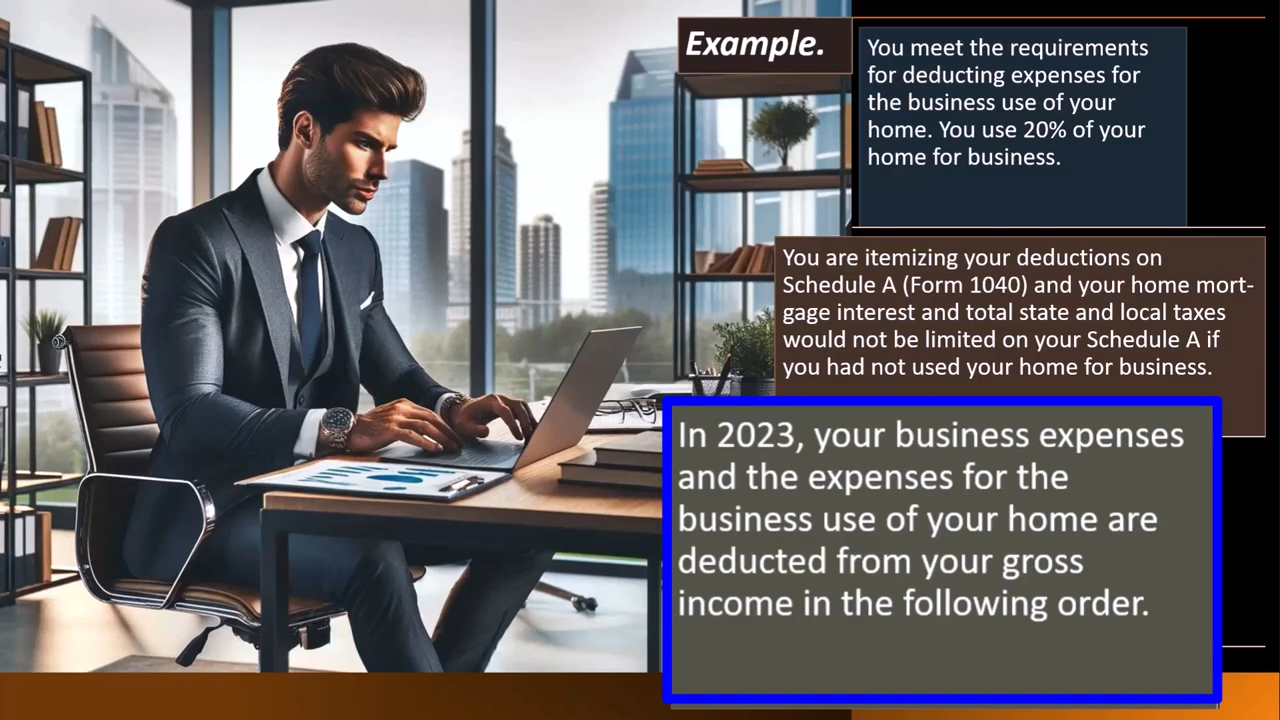 Example.
You meet the requirements
for deducting expenses for
the business use of your
home. You use 20% of your
home for business.
You are itemizing your deductions on
Schedule A (Form 1040) and your home mort-
gage interest and total state and local taxes
would not be limited on your Schedule A if
you had not used your home for business.
In 2023, your business expenses
and the expenses for the
business use of your home are
deducted from your gross
income in the following order.